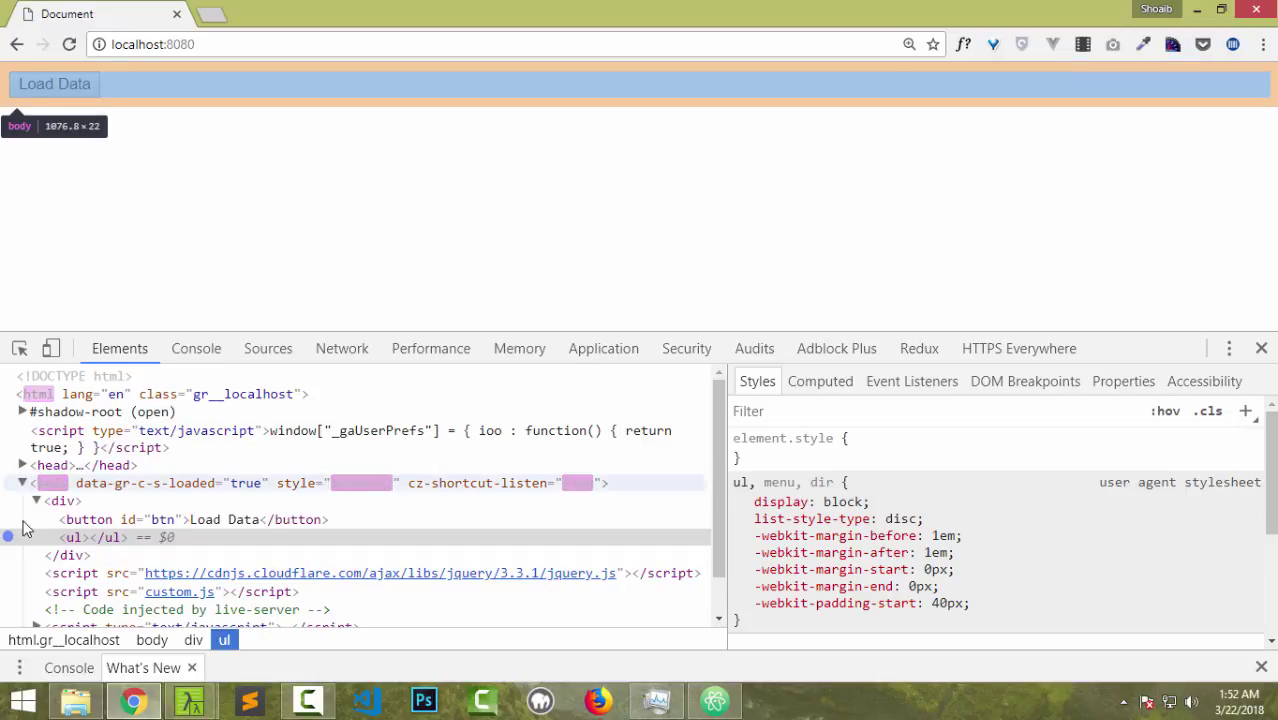 Document
Shoaib
localhost:8080
f?
Load Data
body 1076.8×22
Elements Console Sources Network Performance Memory Application Security Audits Adblock Plus Redux HTTPS Everywhere
<!DOCTYPE html>
<html lang="en" class="gr__localhost">
#shadow-root (open)
<script type="text/javascript">window["_gaUserPrefs"] = { ioo : function() { return
true; } }</script>
<head>…</head>
< data-gr-c-s-loaded="true" style=" " cz-shortcut-listen=" ">
<div>
<button id="btn">Load Data</button>
<ul></ul> == $0
</div>
<script src="https://cdnjs.cloudflare.com/ajax/libs/jquery/3.3.1/jquery.js"></script>
<script src="custom.js"></script>
<!-- Code injected by live-server -->
<script type="text/javascript"> </script>
html.gr__localhost body div ul
Styles Computed Event Listeners DOM Breakpoints Properties Accessibility
Filter :hov .cls +
element.style {
}
ul, menu, dir { user agent stylesheet
display: block;
list-style-type: disc;
-webkit-margin-before: 1em;
-webkit-margin-after: 1em;
-webkit-margin-start: 0px;
-webkit-margin-end: 0px;
-webkit-padding-start: 40px;
}
Console What's New
Ps
1:52 AM
3/22/2018